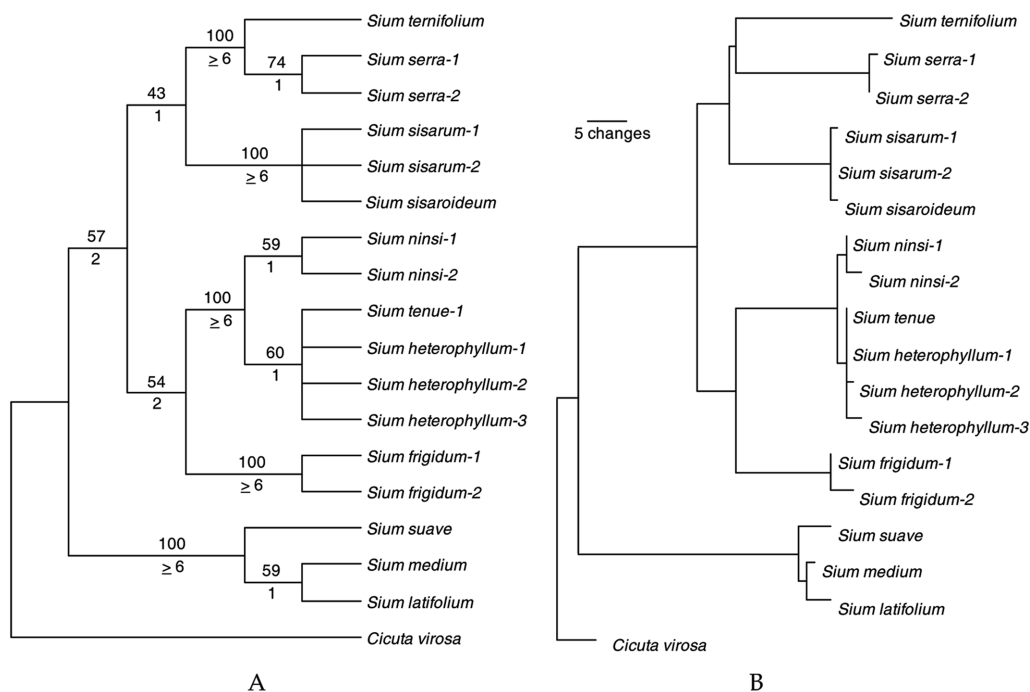 Sium ternifolium
100
≥ 6
Sium serra-1
74
1
Sium serra-2
43
1
Sium sisarum-1
100
≥ 6
Sium sisarum-2
Sium sisaroideum
57
2
Sium ninsi-1
59
1
Sium ninsi-2
100
≥ 6
Sium tenue-1
Sium heterophyllum-1
60
1
Sium heterophyllum-2
54
2
Sium heterophyllum-3
Sium frigidum-1
100
≥ 6
Sium frigidum-2
Sium suave
100
≥ 6
Sium medium
59
1
Sium latifolium
Cicuta virosa
A
Sium ternifolium
Sium serra-1
Sium serra-2
5 changes
Sium sisarum-1
Sium sisarum-2
Sium sisaroideum
Sium ninsi-1
Sium ninsi-2
Sium tenue
Sium heterophyllum-1
Sium heterophyllum-2
Sium heterophyllum-3
Sium frigidum-1
Sium frigidum-2
Sium suave
Sium medium
Sium latifolium
Cicuta virosa
B